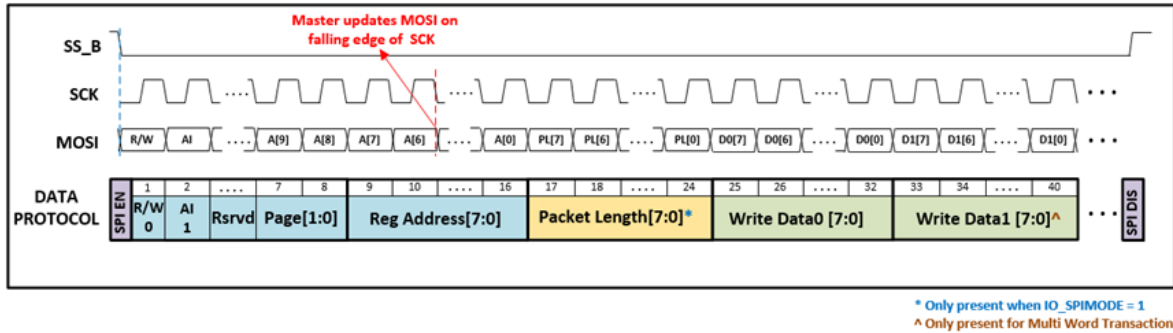 Master updates MOSI on
falling edge of SCK
SS_B
SCK
MOSI R/W AI .... A[9] A[8] A[7] A[6] .... A[0] PL[7] PL[6] .... PL[0] D0[7] D0[6] .... D0[0] D1[7] D1[6] .... D1[0] ...
DATA PROTOCOL
SPI EN
1 2 .... 7 8 9 10 .... 16 17 18 .... 24 25 26 .... 32 33 34 .... 40
R/W 0 AI 1 Rsrvd Page[1:0] Reg Address[7:0] Packet Length[7:0]* Write Data0 [7:0] Write Data1 [7:0]^ ...
SPI DIS
* Only present when IO_SPIMODE = 1
^ Only present for Multi Word Transaction